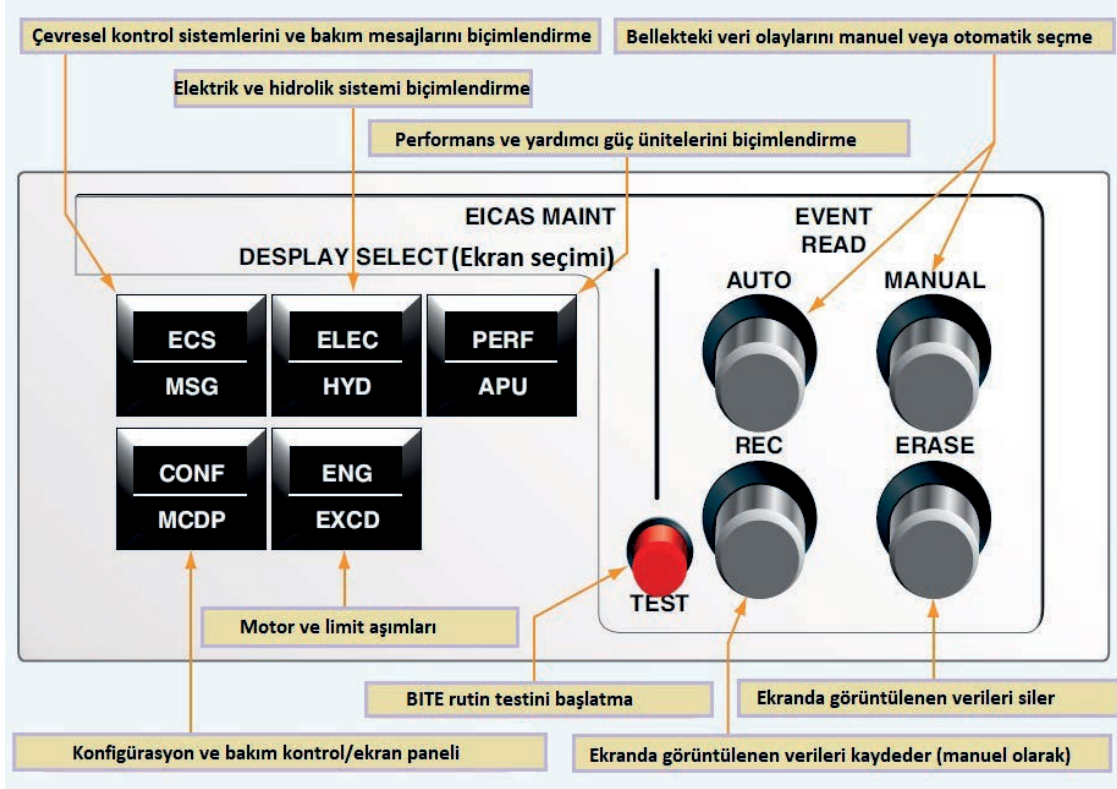 Çevresel kontrol sistemlerini ve bakım mesajlarını biçimlendirme
Bellekteki veri olaylarını manuel veya otomatik seçme
Elektrik ve hidrolik sistemi biçimlendirme
Performans ve yardımcı güç ünitelerini biçimlendirme
EICAS MAINT
EVENT
READ
DESPLAY SELECT (Ekran seçimi)
AUTO
MANUAL
ECS
MSG
ELEC
HYD
PERF
APU
REC
ERASE
CONF
MCDP
ENG
EXCD
TEST
Motor ve limit aşımları
BITE rutin testini başlatma
Ekranda görüntülenen verileri siler
Konfigürasyon ve bakım kontrol/ekran paneli
Ekranda görüntülenen verileri kaydeder (manuel olarak)